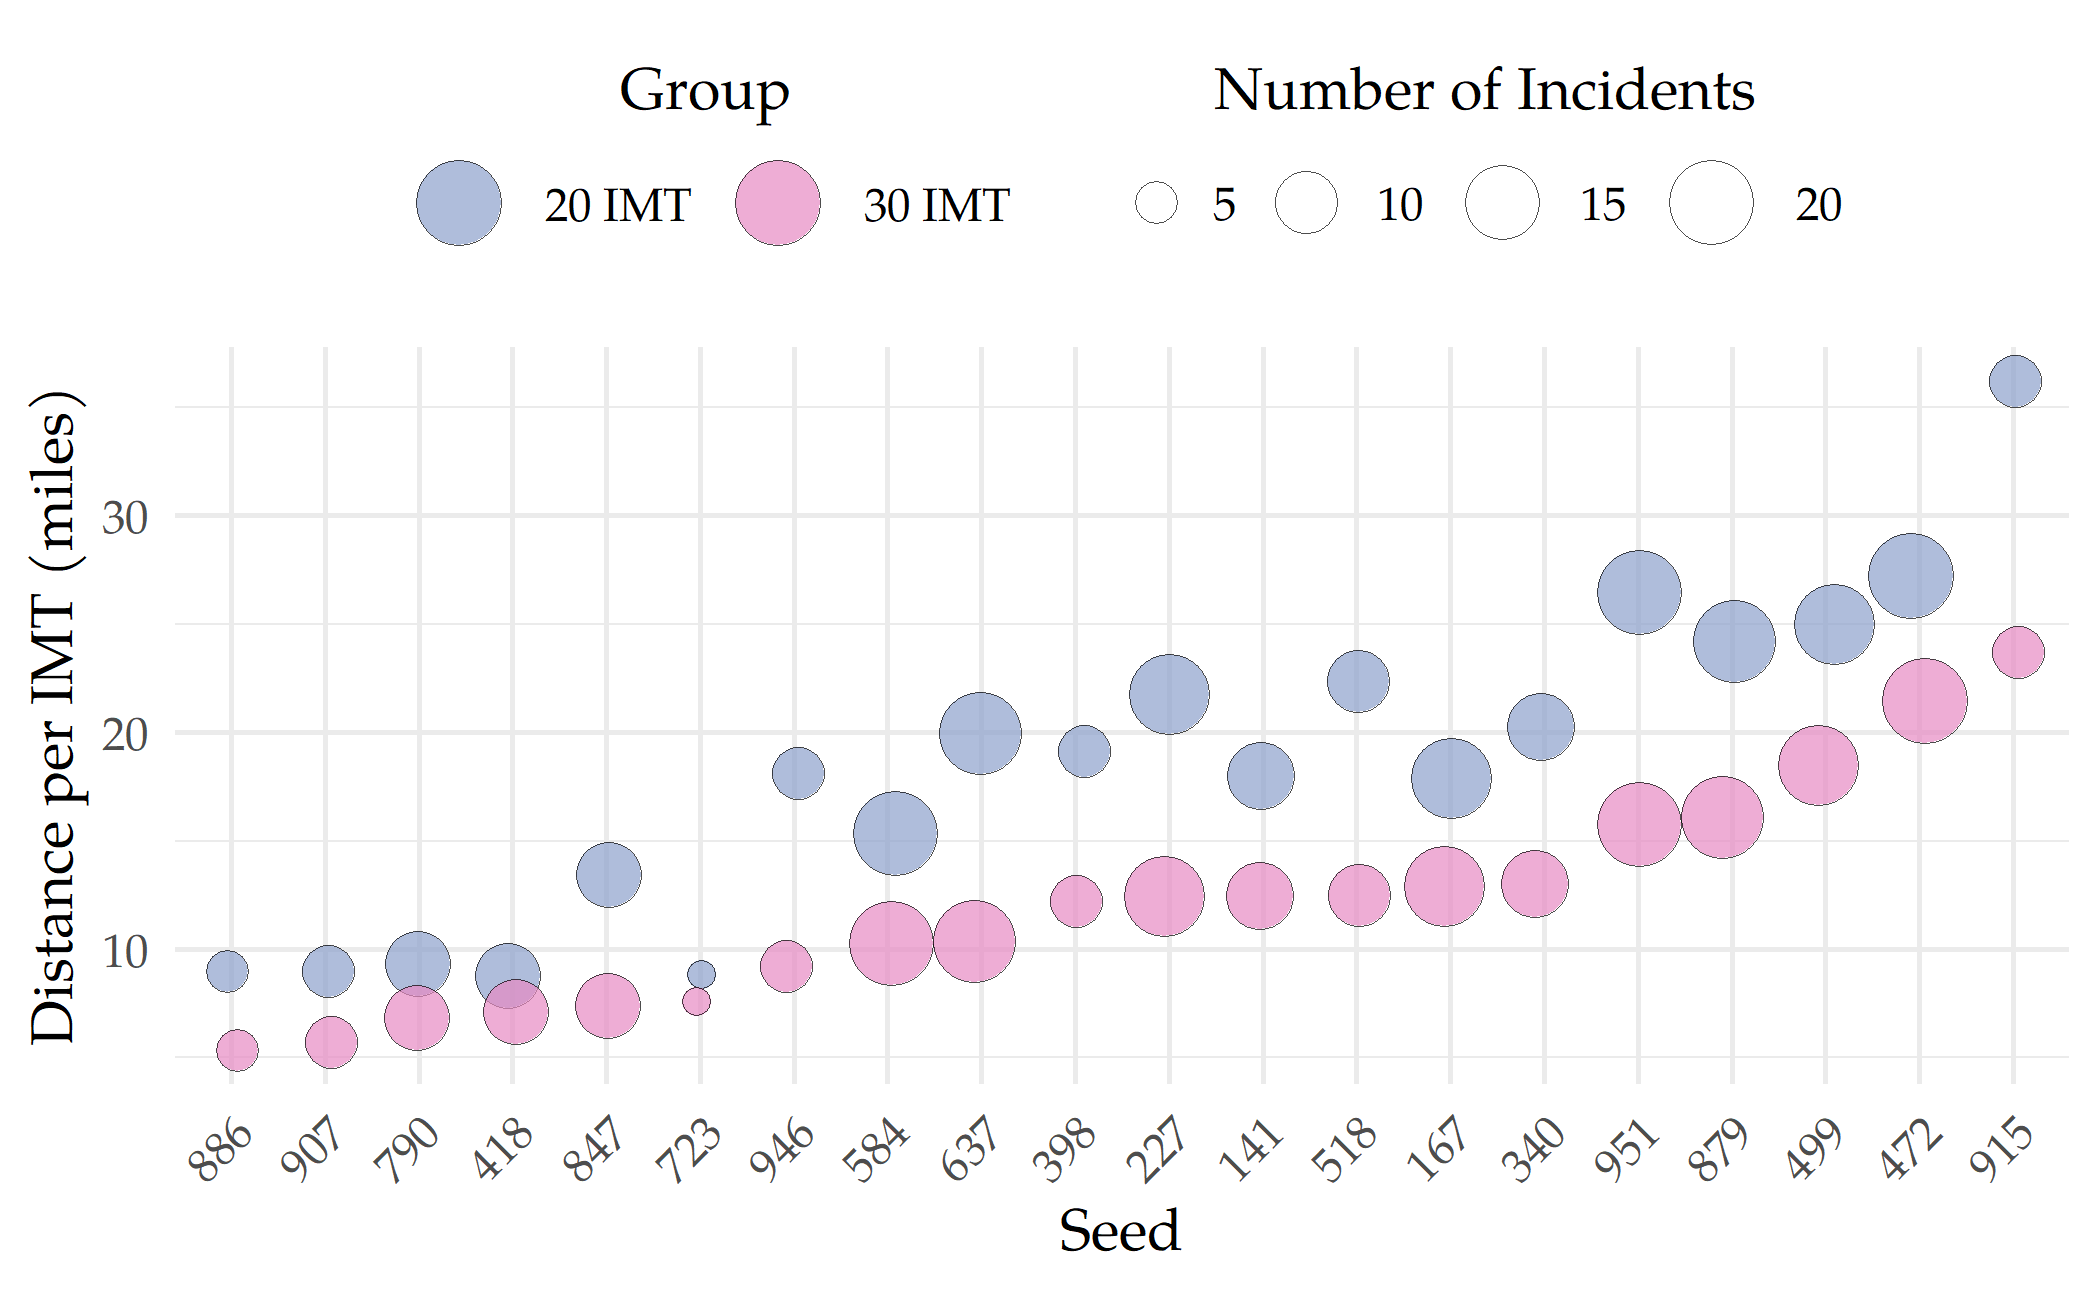 Group
Number of Incidents
20 IMT 30 IMT 5 10 15 20
Distance per IMT (miles)
30
20
10
886 907 790 418 847 723 946 584 637 398 227 141 518 167 340 951 879 499 472 915
Seed